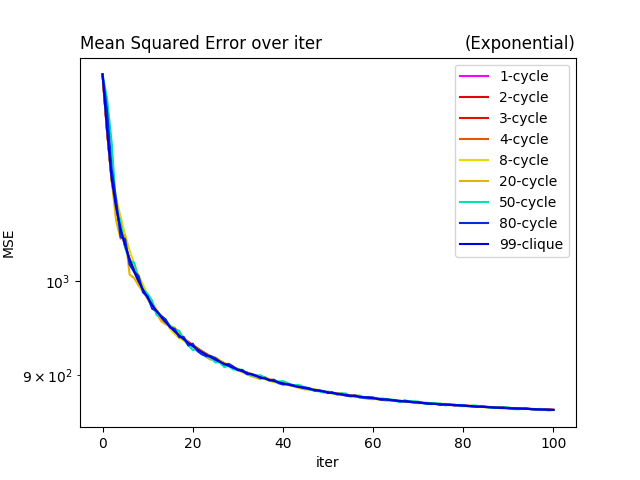 Mean Squared Error over iter (Exponential)
1-cycle
2-cycle
3-cycle
4-cycle
8-cycle
20-cycle
50-cycle
80-cycle
99-clique
MSE
10³
9 × 10²
0 20 40 60 80 100
iter